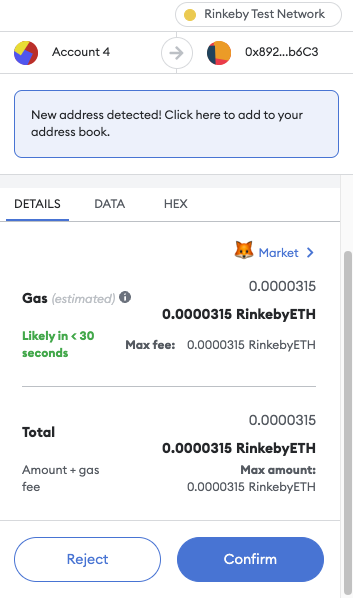 Rinkeby Test Network
Account 4
0x892...b6C3
New address detected! Click here to add to your
address book.
DETAILS
DATA
HEX
Market
Gas (estimated)
0.0000315
0.0000315 RinkebyETH
Likely in < 30
seconds
Max fee: 0.0000315 RinkebyETH
Total
0.0000315
0.0000315 RinkebyETH
Amount + gas
fee
Max amount:
0.0000315 RinkebyETH
Reject
Confirm